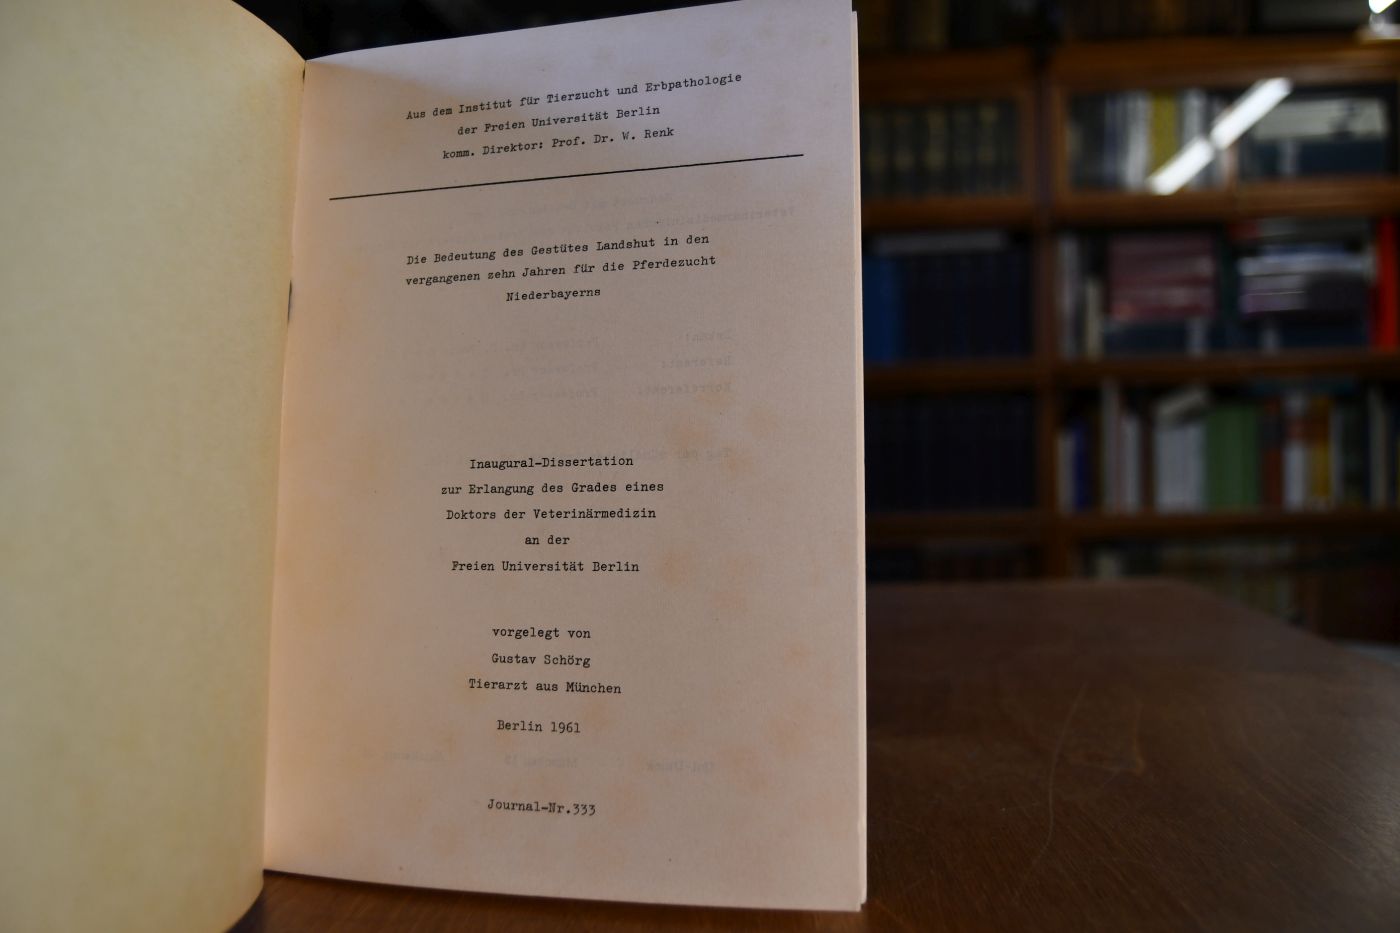 Aus dem Institut für Tierzucht und Erbpathologie
der Freien Universität Berlin
komm. Direktor: Prof. Dr. W. Renk
Die Bedeutung des Gestütes Landshut in den
vergangenen zehn Jahren für die Pferdezucht
Niederbayerns
Inaugural-Dissertation
zur Erlangung des Grades eines
Doktors der Veterinärmedizin
an der
Freien Universität Berlin
vorgelegt von
Gustav Schörg
Tierarzt aus München
Berlin 1961
Journal-Nr.333